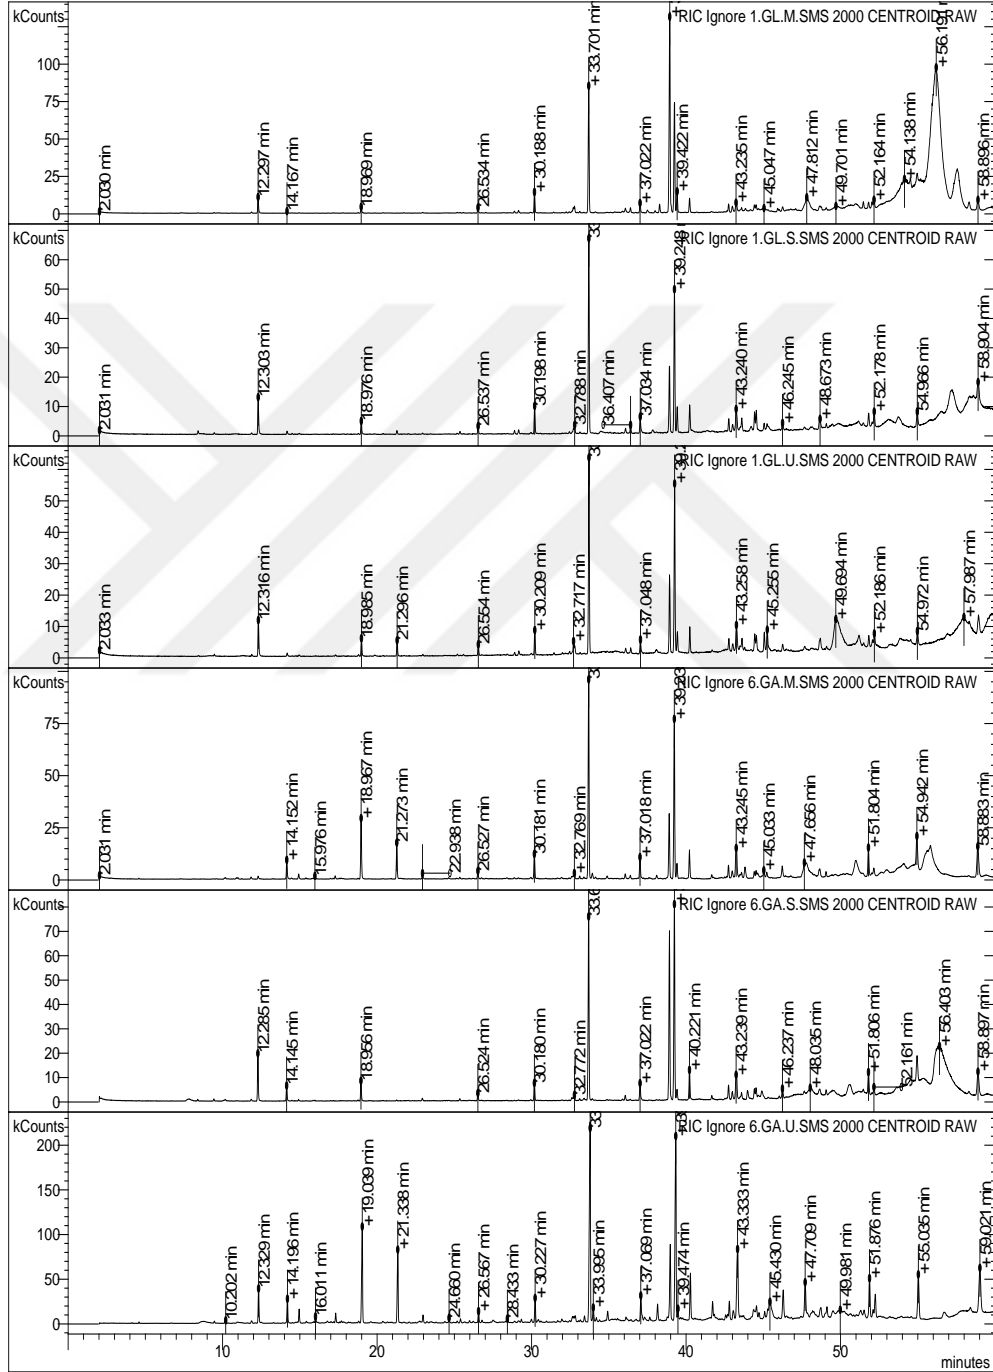 kCounts
RIC Ignore 1.GL.M.SMS 2000 CENTROID RAW
100
75
50
25
0
2.030 min
12.297 min
14.167 min
18.969 min
26.534 min
+ 30.188 min
+ 33.701 min
+ 37.022 min
+ 39.422 min
+ 43.235 min
+ 45.047 min
+ 47.812 min
+ 49.701 min
+ 52.164 min
+ 54.138 min
+ 56.191 m
+ 58.896 min
kCounts
RIC Ignore 1.GL.S.SMS 2000 CENTROID RAW
60
50
40
30
20
10
0
2.031 min
12.303 min
18.976 min
26.537 min
+ 30.198 min
32.788 min
36.407 min
+ 37.034 min
+ 39.248
+ 43.240 min
+ 46.245 min
+ 48.673 min
+ 52.178 min
54.966 min
+ 58.904 min
kCounts
RIC Ignore 1.GL.U.SMS 2000 CENTROID RAW
50
40
30
20
10
0
2.033 min
12.316 min
18.985 min
21.296 min
26.554 min
+ 30.209 min
+ 32.717 min
+ 37.048 min
+ 43.258 min
+ 45.255 min
+ 49.694 min
+ 52.186 min
54.972 min
+ 57.987 min
kCounts
RIC Ignore 6.GA.M.SMS 2000 CENTROID RAW
75
50
25
0
2.031 min
+ 14.152 min
15.976 min
+ 18.967 min
21.273 min
22.938 min
26.527 min
30.181 min
+ 32.769 min
+ 37.018 min
+ 43.245 min
+ 45.033 min
+ 47.656 min
+ 51.804 min
+ 54.942 min
58.883 min
kCounts
RIC Ignore 6.GA.S.SMS 2000 CENTROID RAW
70
60
50
40
30
20
10
0
12.285 min
14.145 min
18.956 min
26.524 min
+ 30.180 min
32.772 min
+ 37.022 min
+ 40.221 min
+ 43.239 min
+ 46.237 min
+ 48.035 min
+ 51.806 min
52.161 min
+ 56.403 min
+ 58.897 min
kCounts
RIC Ignore 6.GA.U.SMS 2000 CENTROID RAW
200
150
100
50
0
10.202 min
12.329 min
+ 14.196 min
16.011 min
+ 19.039 min
+ 21.338 min
24.660 min
+ 26.567 min
28.433 min
+ 30.227 min
+ 33.995 min
+ 37.069 min
+ 39.474 min
+ 43.333 min
+ 45.430 min
+ 47.709 min
+ 49.981 min
+ 51.876 min
55.035 min
+ 59.021 min
10
20
30
40
50
minutes